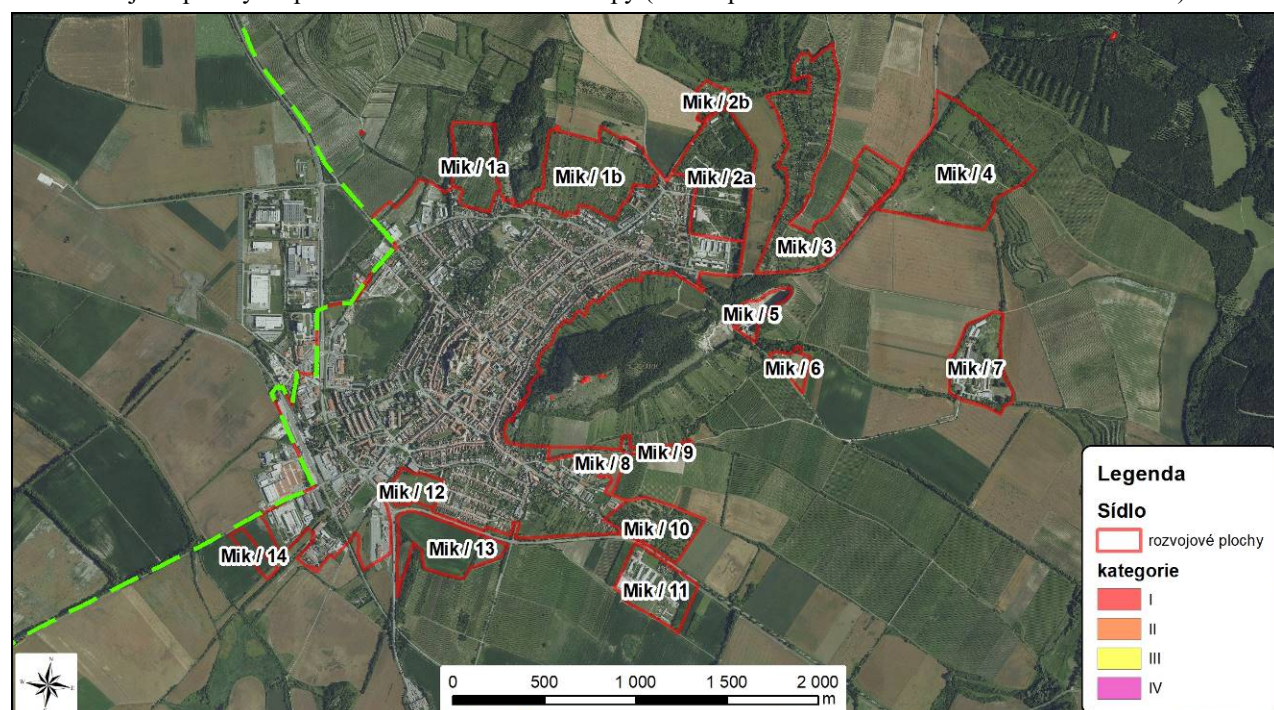 Mik / 2b
Mik / 1a
Mik / 1b
Mik / 2a
Mik / 4
Mik / 3
Mik / 5
Mik / 6
Mik / 7
Mik / 8
Mik / 9
Mik / 12
Mik / 10
Mik / 13
Mik / 14
Mik / 11
Legenda
Sídlo
rozvojové plochy
kategorie
I
II
III
IV
N
0 500 1 000 1 500 2 000
m